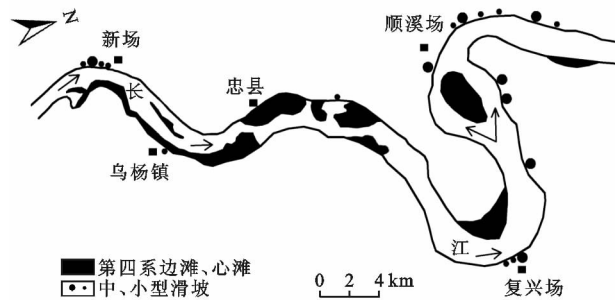 N
新场
长
乌杨镇
忠县
顺溪场
江
复兴场
第四系边滩、心滩
中、小型滑坡
0 2 4 km